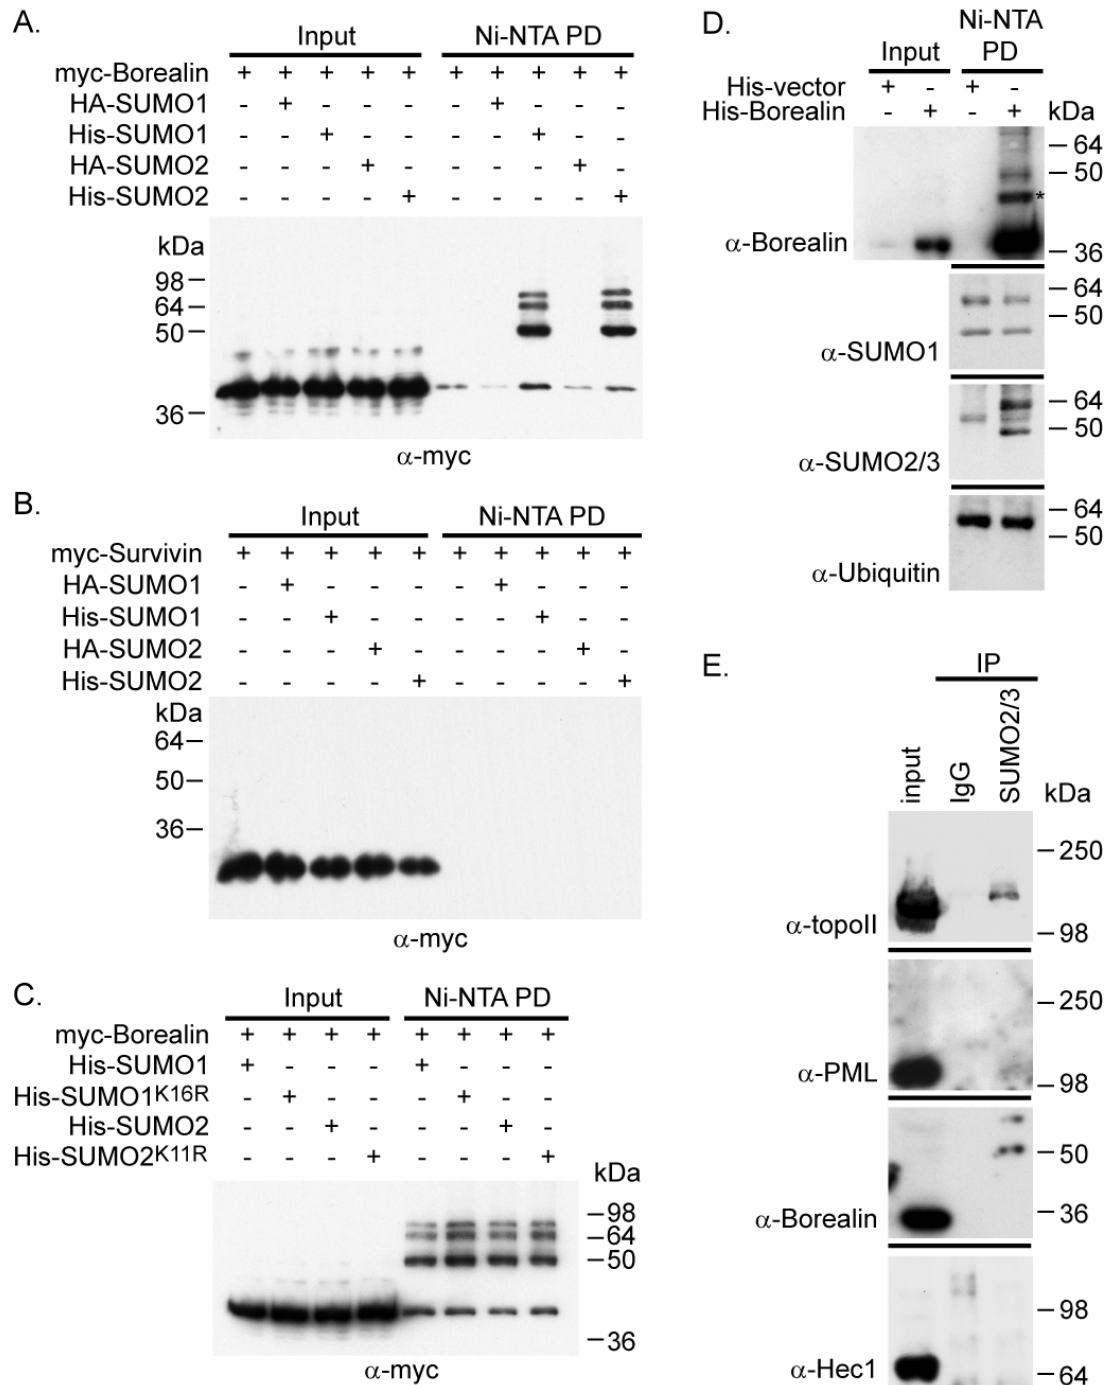 A.
Input Ni-NTA PD
myc-Borealin + + + + + + + + + +
HA-SUMO1 - + - - - - + - - -
His-SUMO1 - - + - - - - + - -
HA-SUMO2 - - - + - - - - + -
His-SUMO2 - - - - + - - - - +
kDa
98
64
50
36
α-myc
B.
Input Ni-NTA PD
myc-Survivin + + + + + + + + + +
HA-SUMO1 - + - - - - + - - -
His-SUMO1 - - + - - - - + - -
HA-SUMO2 - - - + - - - - + -
His-SUMO2 - - - - + - - - - +
kDa
64
50
36
α-myc
C.
Input Ni-NTA PD
myc-Borealin + + + + + + + +
His-SUMO1 + - - - + - - -
His-SUMO1K16R - + - - - + - -
His-SUMO2 - - + - - - + -
His-SUMO2K11R - - - + - - - +
kDa
98
64
50
36
α-myc
D.
Ni-NTA
Input PD
His-vector + - + -
His-Borealin - + - + kDa
64
50
*
α-Borealin 36
64
50
α-SUMO1
64
50
α-SUMO2/3
64
50
α-Ubiquitin
E.
IP
input IgG SUMO2/3 kDa
250
α-topoII 98
250
α-PML 98
50
α-Borealin 36
98
α-Hec1 64